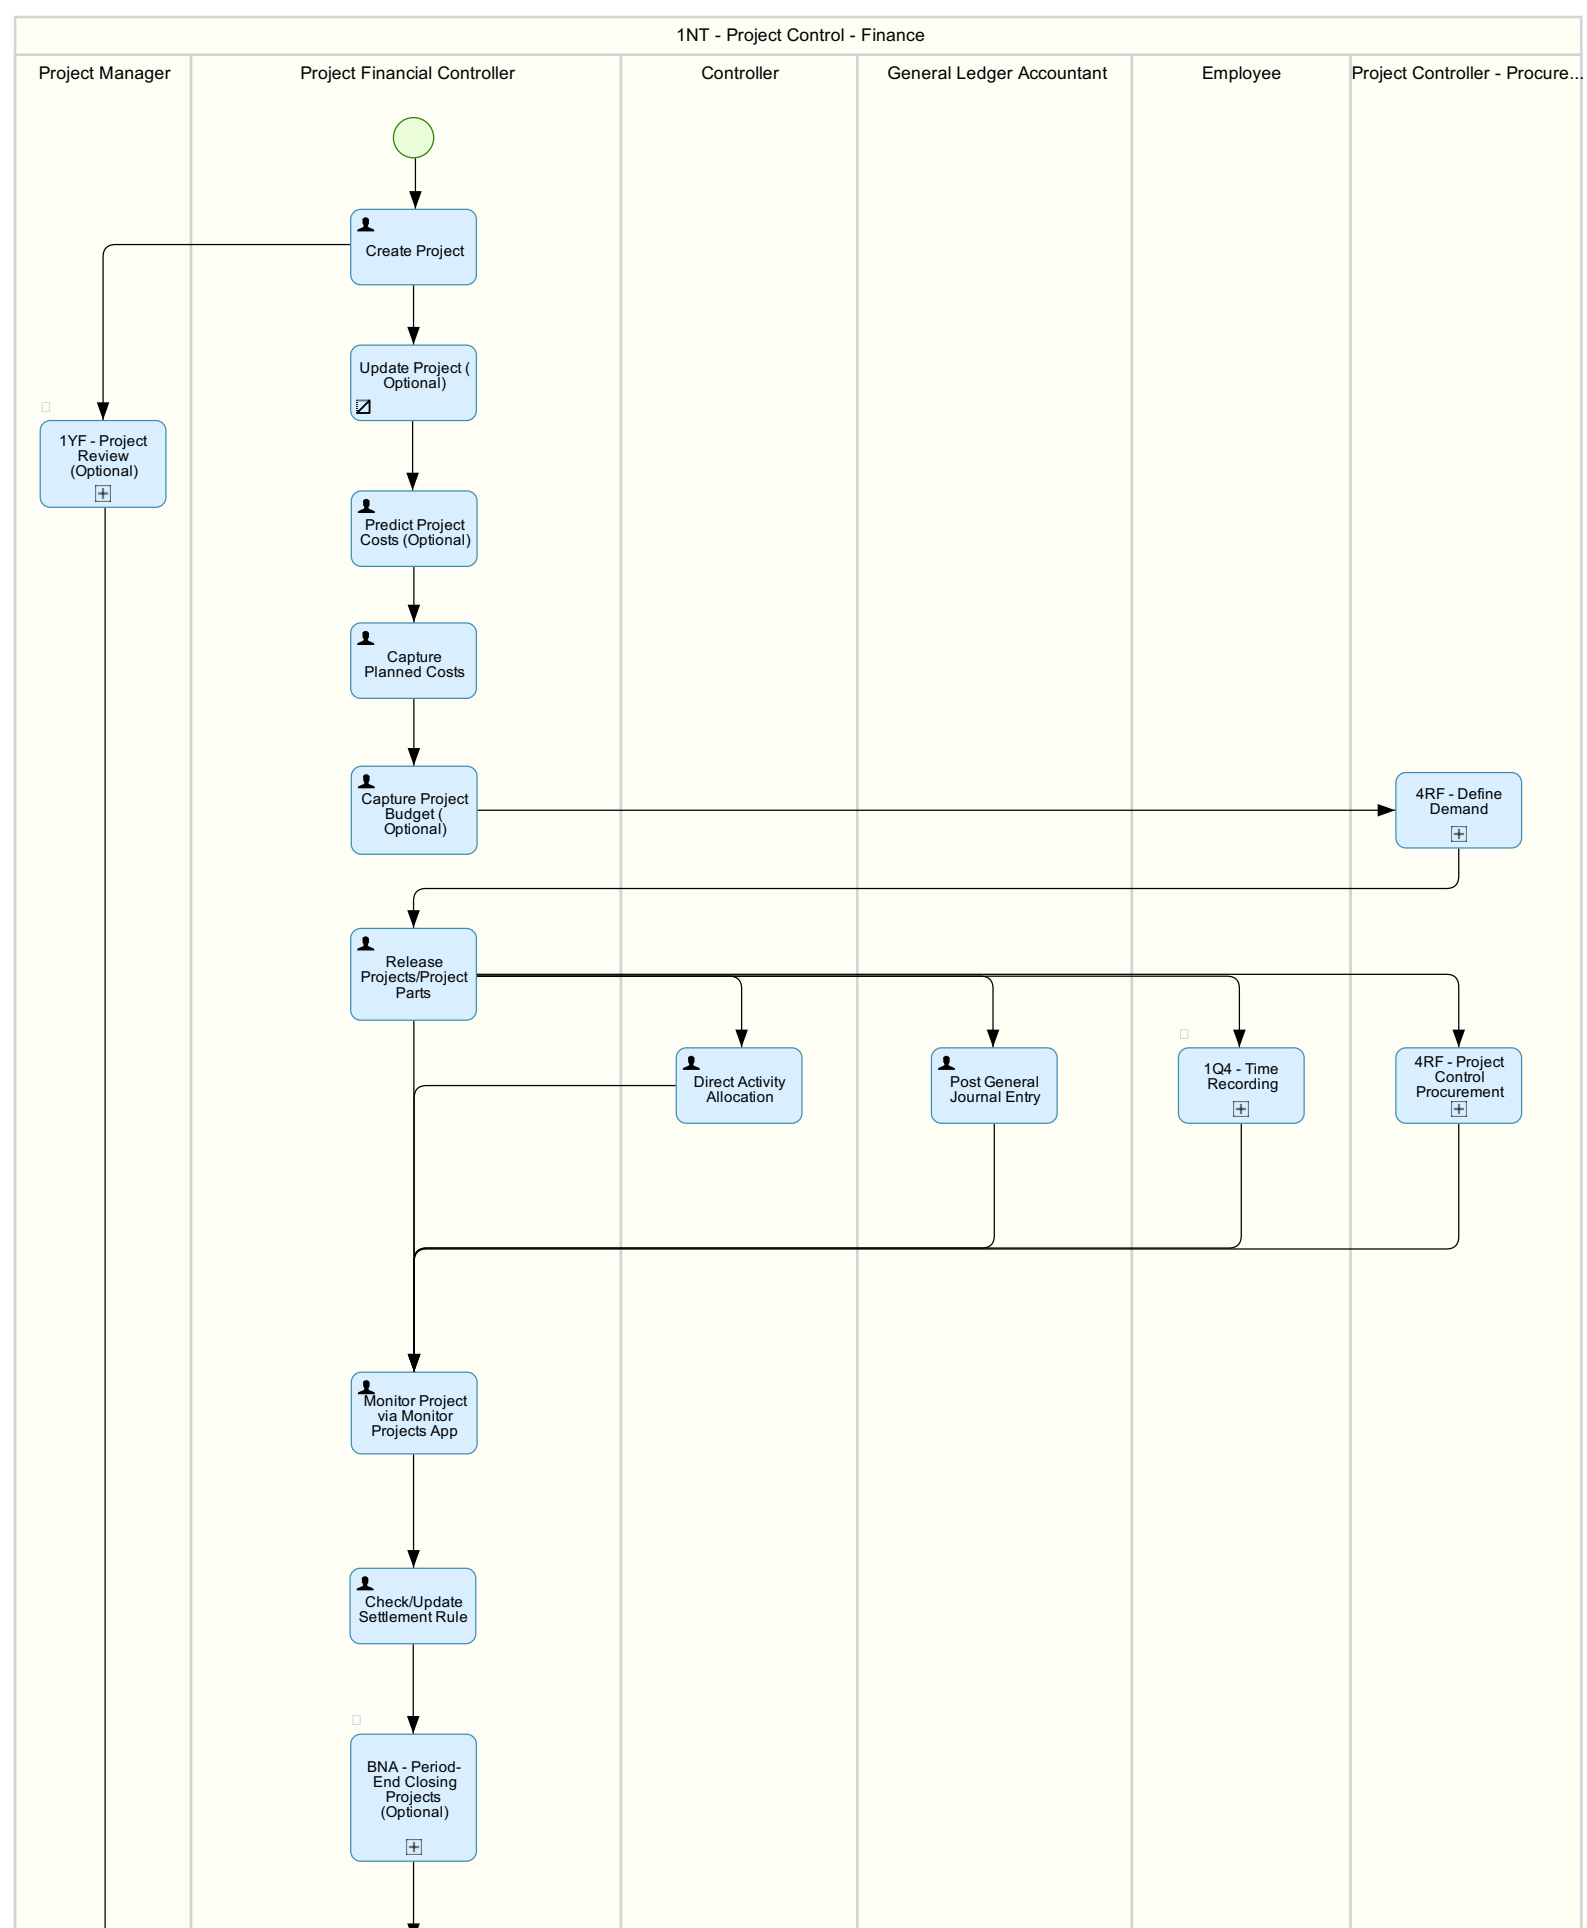 1NT - Project Control - Finance
Project Manager
Project Financial Controller
Controller
General Ledger Accountant
Employee
Project Controller - Procure...
Create Project
Update Project (
Optional)
1YF - Project
Review
(Optional)
Predict Project
Costs (Optional)
Capture
Planned Costs
Capture Project
Budget (
Optional)
4RF - Define
Demand
Release
Projects/Project
Parts
Direct Activity
Allocation
Post General
Journal Entry
1Q4 - Time
Recording
4RF - Project
Control
Procurement
Monitor Project
via Monitor
Projects App
Check/Update
Settlement Rule
BNA - Period-
End Closing
Projects
(Optional)